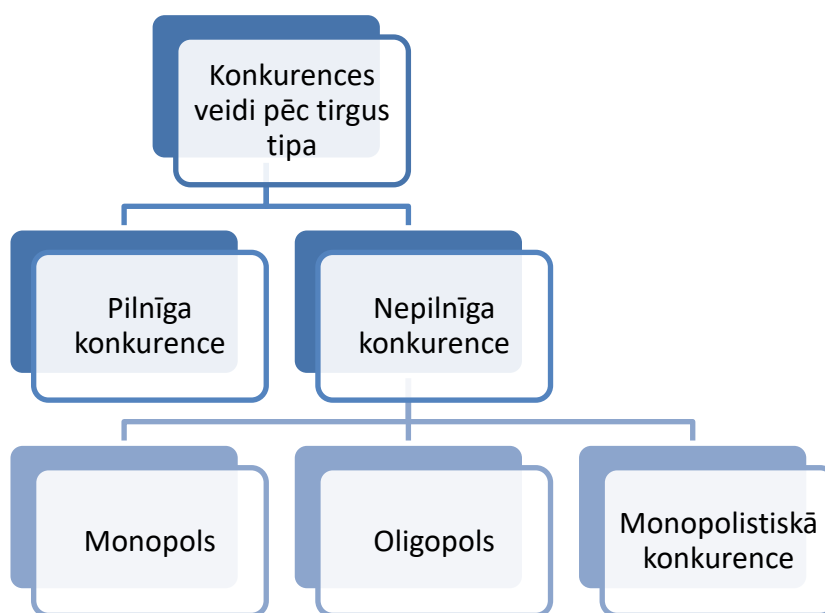 Konkurences
veidi pēc tirgus
tipa
Pilnīga
konkurence
Nepilnīga
konkurence
Monopols
Oligopols
Monopolistiskā
konkurence